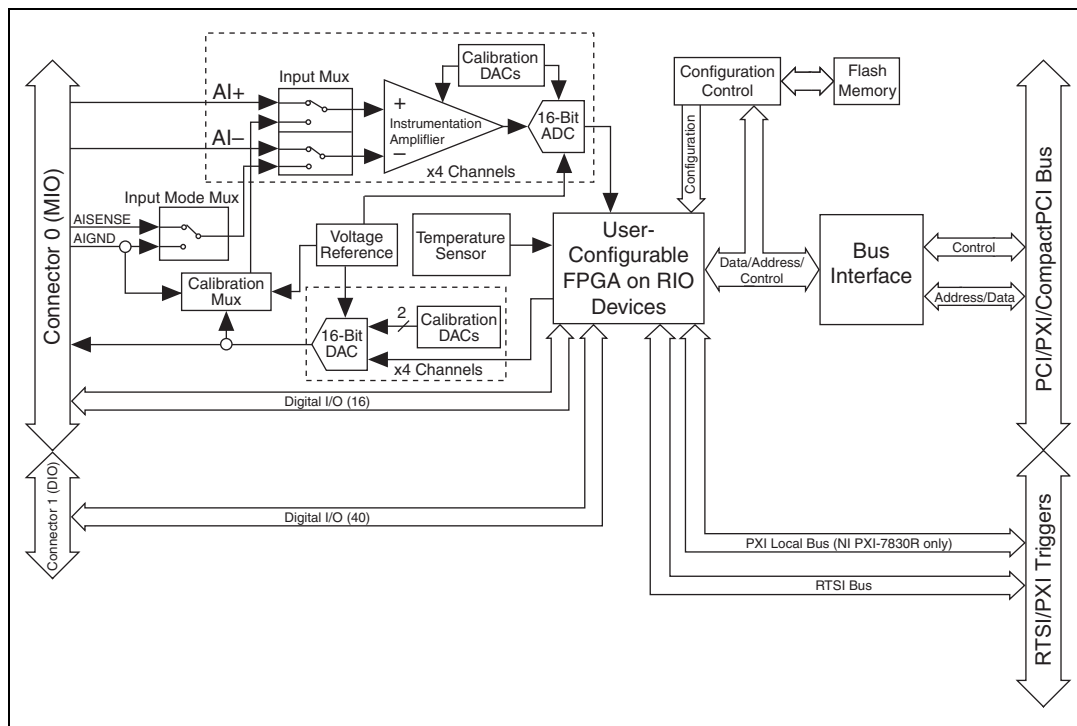 Calibration
DACs
Configuration
Control
Flash
Memory
Input Mux
AI+
+
Instrumentation
Ampliflier
16-Bit
ADC
AI–
–
x4 Channels
Configuration
Input Mode Mux
AISENSE
AIGND
Voltage
Reference
Temperature
Sensor
User-
Configurable
FPGA on RIO
Devices
Data/Address/
Control
Bus
Interface
Control
Address/Data
Calibration
Mux
2
Calibration
DACs
16-Bit
DAC
x4 Channels
Connector 0 (MIO)
PCI/PXI/CompactPCI Bus
Digital I/O (16)
Connector 1 (DIO)
Digital I/O (40)
PXI Local Bus (NI PXI-7830R only)
RTSI Bus
RTSI/PXI Triggers